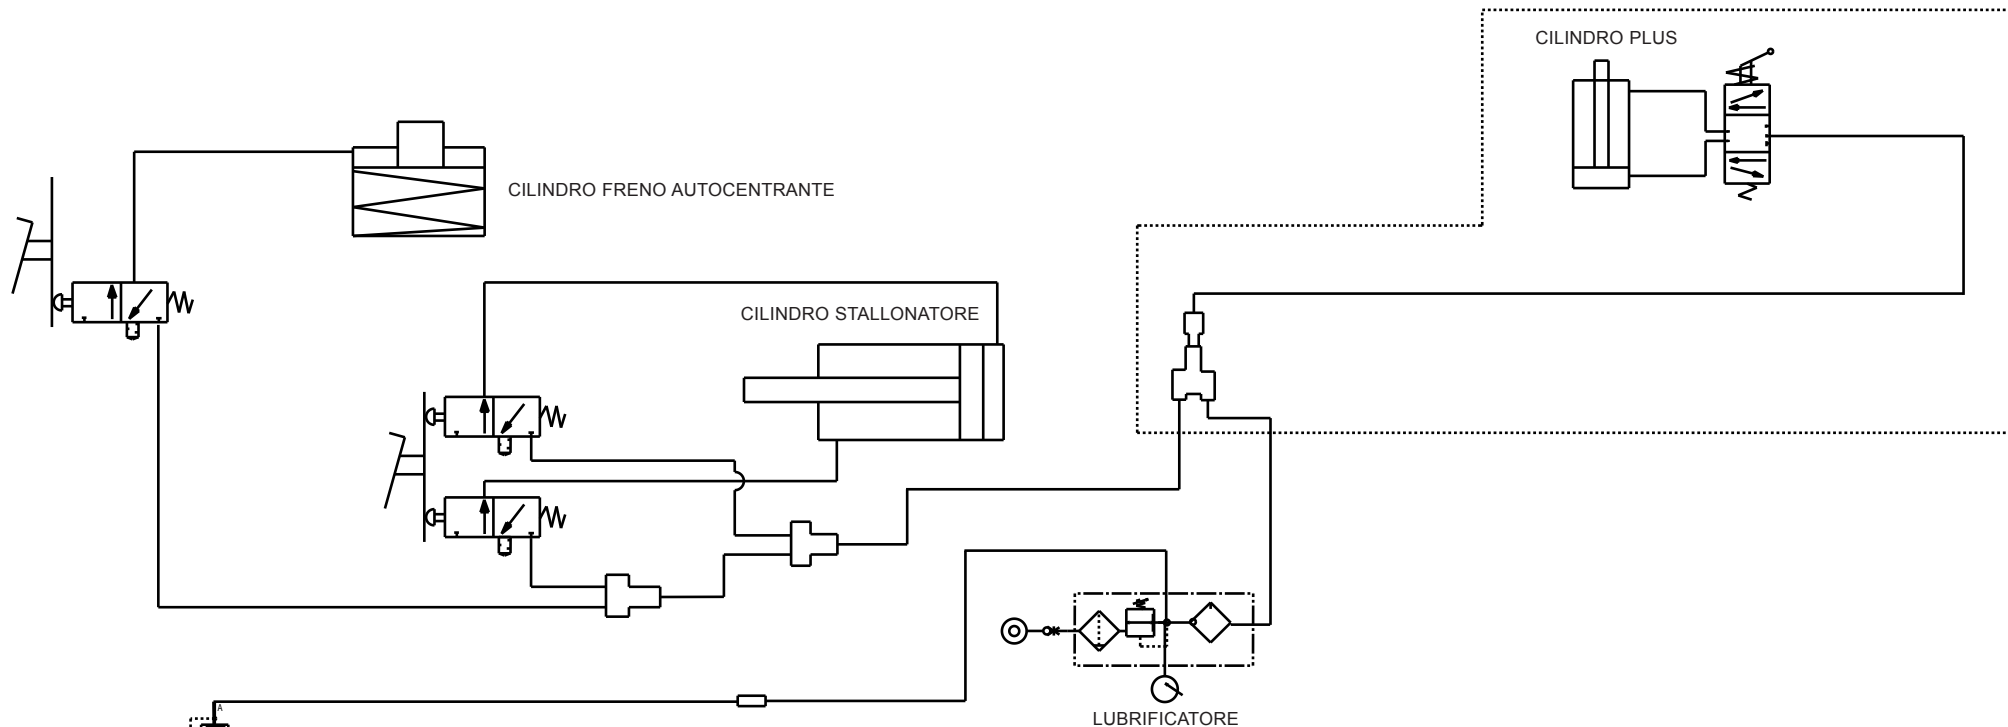 CILINDRO PLUS
CILINDRO FRENO AUTOCENTRANTE
CILINDRO STALLONATORE
A
LUBRIFICATORE